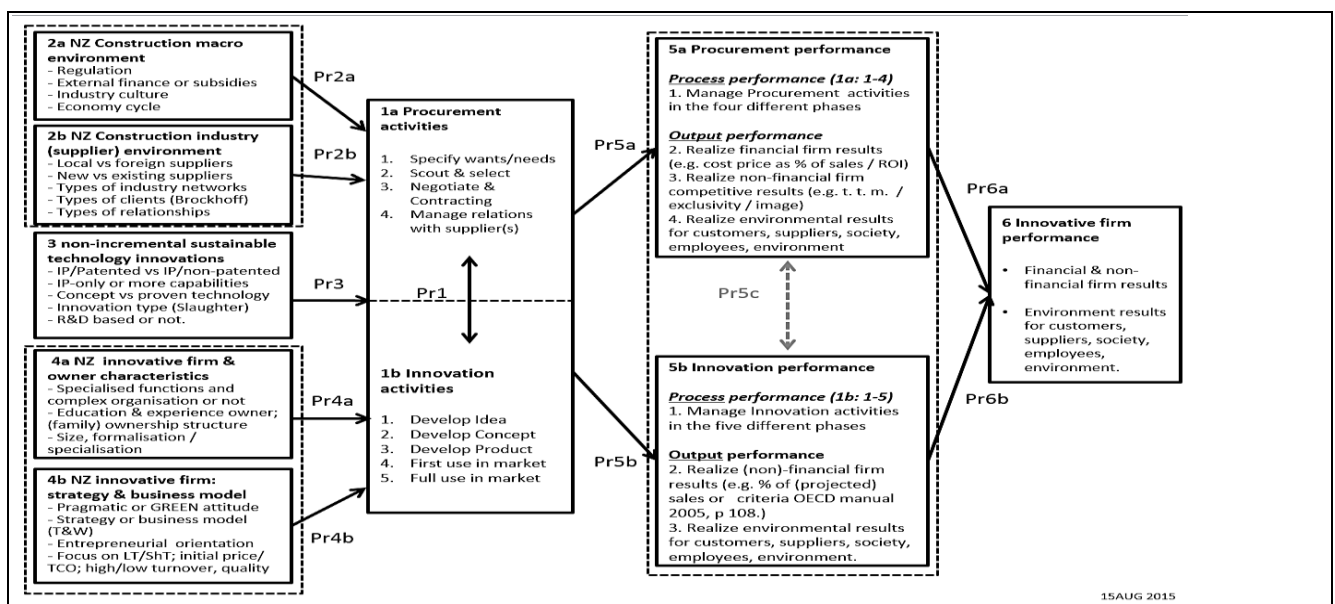 2a NZ Construction macro
environment
- Regulation
- External finance or subsidies
- Industry culture
- Economy cycle
2b NZ Construction industry
(supplier) environment
- Local vs foreign suppliers
- New vs existing suppliers
- Types of industry networks
- Types of clients (Brockhoff)
- Types of relationships
3 non-incremental sustainable
technology innovations
- IP/Patented vs IP/non-patented
- IP-only or more capabilities
- Concept vs proven technology
- Innovation type (Slaughter)
- R&D based or not.
4a NZ innovative firm &
owner characteristics
- Specialised functions and
complex organisation or not
- Education & experience owner;
(family) ownership structure
- Size, formalisation /
specialisation
4b NZ innovative firm:
strategy & business model
- Pragmatic or GREEN attitude
- Strategy or business model
(T&W)
- Entrepreneurial orientation
- Focus on LT/ShT; initial price/
TCO; high/low turnover, quality
Pr2a
Pr2b
Pr3
Pr4a
Pr4b
1a Procurement
activities
1. Specify wants/needs
2. Scout & select
3. Negotiate &
Contracting
4. Manage relations
with supplier(s)
Pr1
1b Innovation
activities
1. Develop Idea
2. Develop Concept
3. Develop Product
4. First use in market
5. Full use in market
Pr5a
Pr5b
5a Procurement performance
Process performance (1a: 1-4)
1. Manage Procurement activities
in the four different phases
Output performance
2. Realize financial firm results
(e.g. cost price as % of sales / ROI)
3. Realize non-financial firm
competitive results (e.g. t. t. m. /
exclusivity / image)
4. Realize environmental results
for customers, suppliers, society,
employees, environment
Pr5c
5b Innovation performance
Process performance (1b: 1-5)
1. Manage Innovation activities
in the five different phases
Output performance
2. Realize (non)-financial firm
results (e.g. % of (projected)
sales or criteria OECD manual
2005, p 108.)
3. Realize environmental results
for customers, suppliers, society,
employees, environment.
Pr6a
Pr6b
6 Innovative firm
performance
• Financial & non-
financial firm results
• Environment results
for customers,
suppliers, society,
employees,
environment.
15AUG 2015